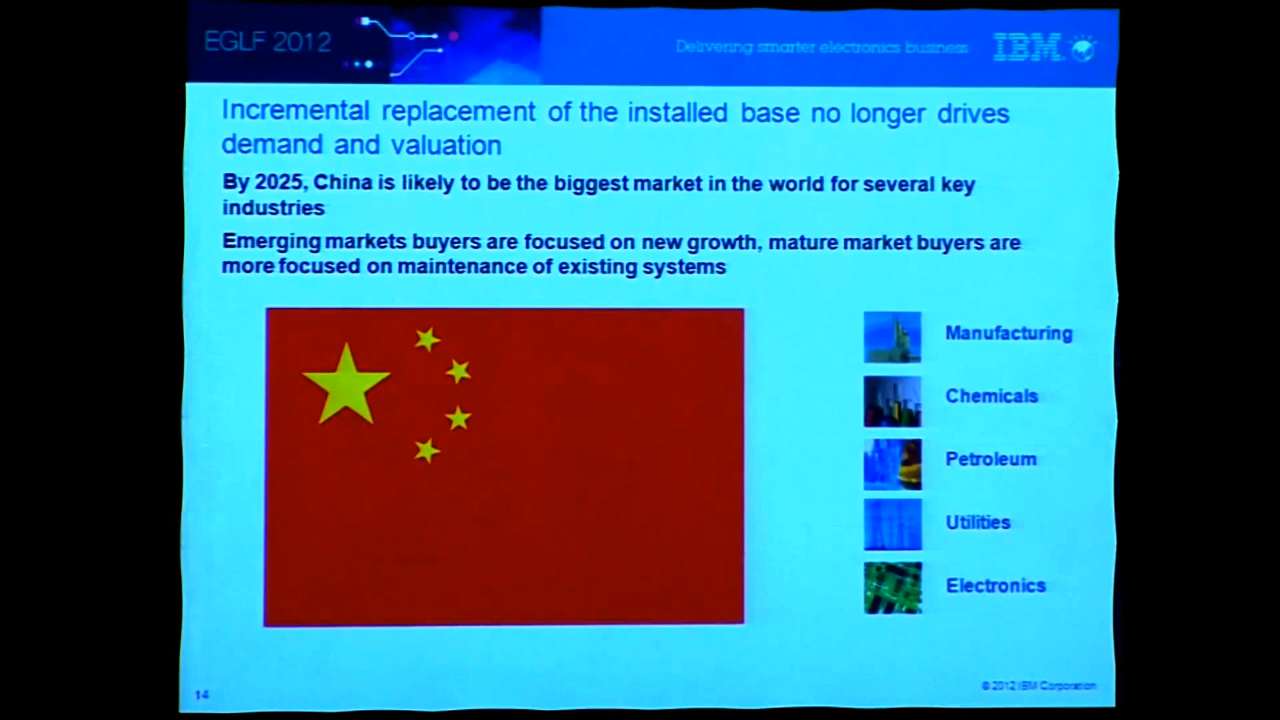 EGLF 2012
Delivering smarter electronics business
IBM
Incremental replacement of the installed base no longer drives
demand and valuation
By 2025, China is likely to be the biggest market in the world for several key
industries
Emerging markets buyers are focused on new growth, mature market buyers are
more focused on maintenance of existing systems
Manufacturing
Chemicals
Petroleum
Utilities
Electronics
14
© 2012 IBM Corporation